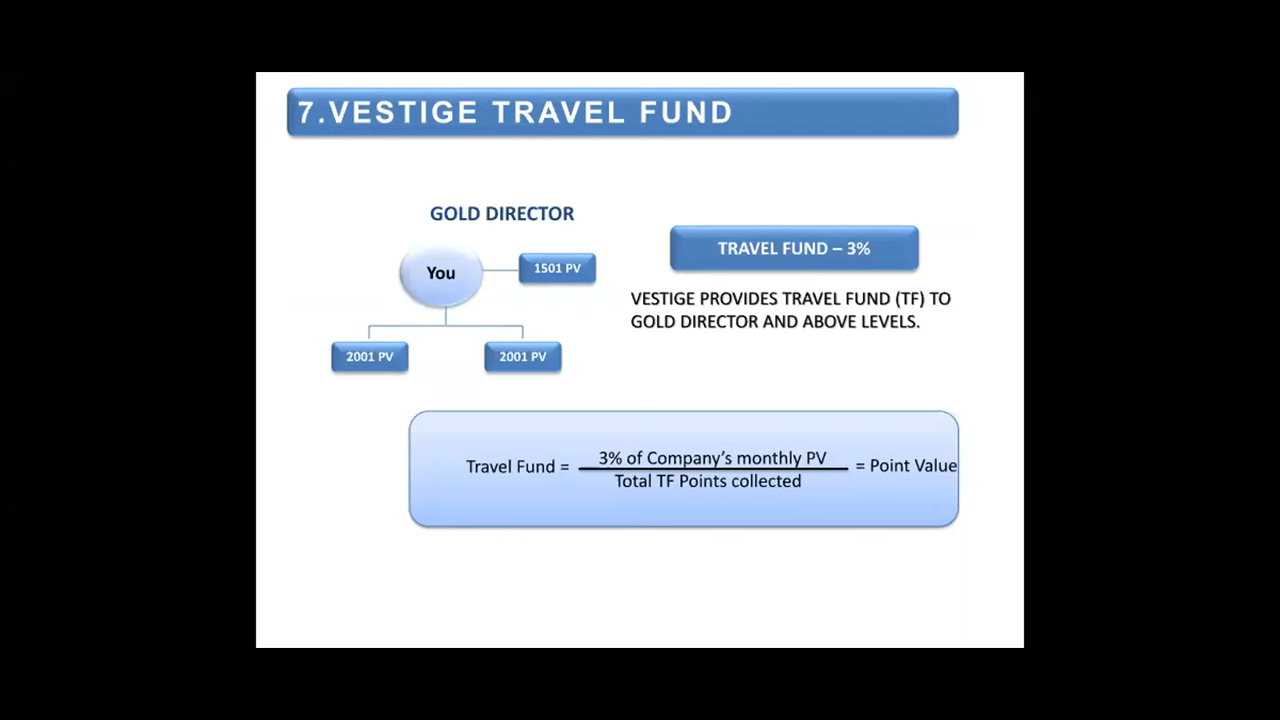 7.VESTIGE TRAVEL FUND
GOLD DIRECTOR
You
1501 PV
2001 PV
2001 PV
TRAVEL FUND – 3%
VESTIGE PROVIDES TRAVEL FUND (TF) TO
GOLD DIRECTOR AND ABOVE LEVELS.
3% of Company’s monthly PV
Travel Fund = = Point Value
Total TF Points collected